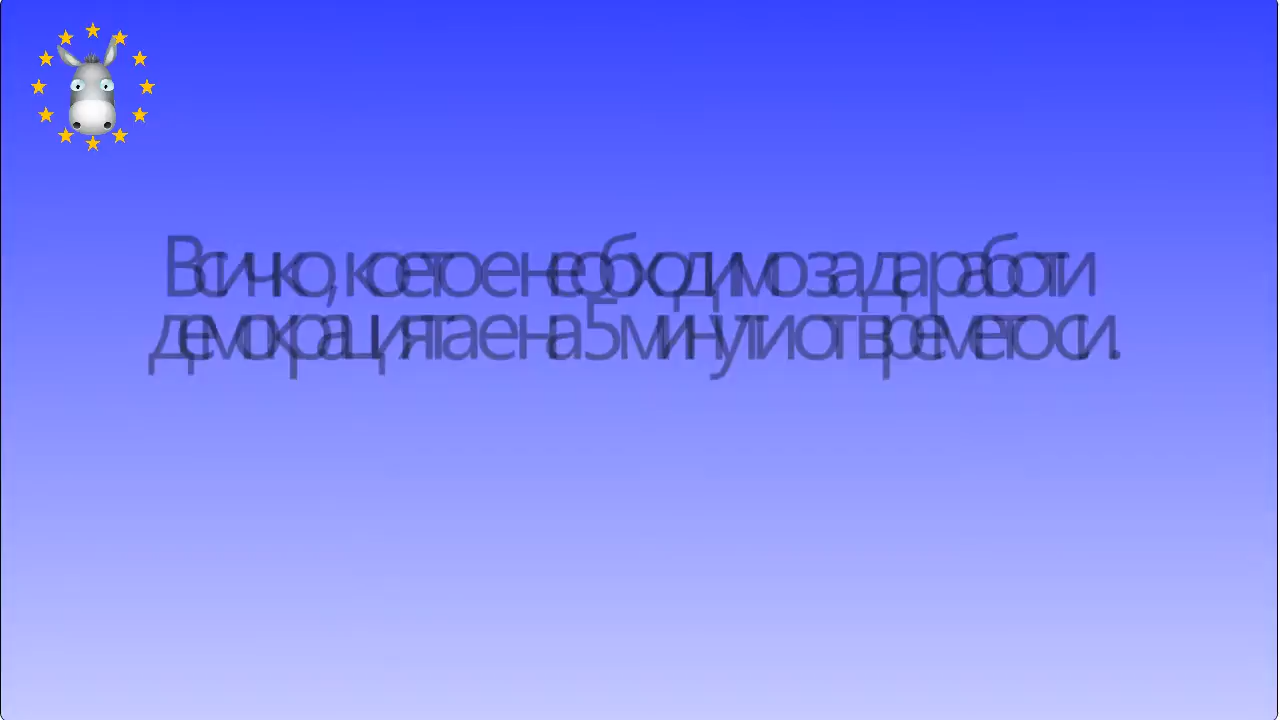 Всичко, което е необходимо за да работи
демокрацията е на 5 минути от времето си.